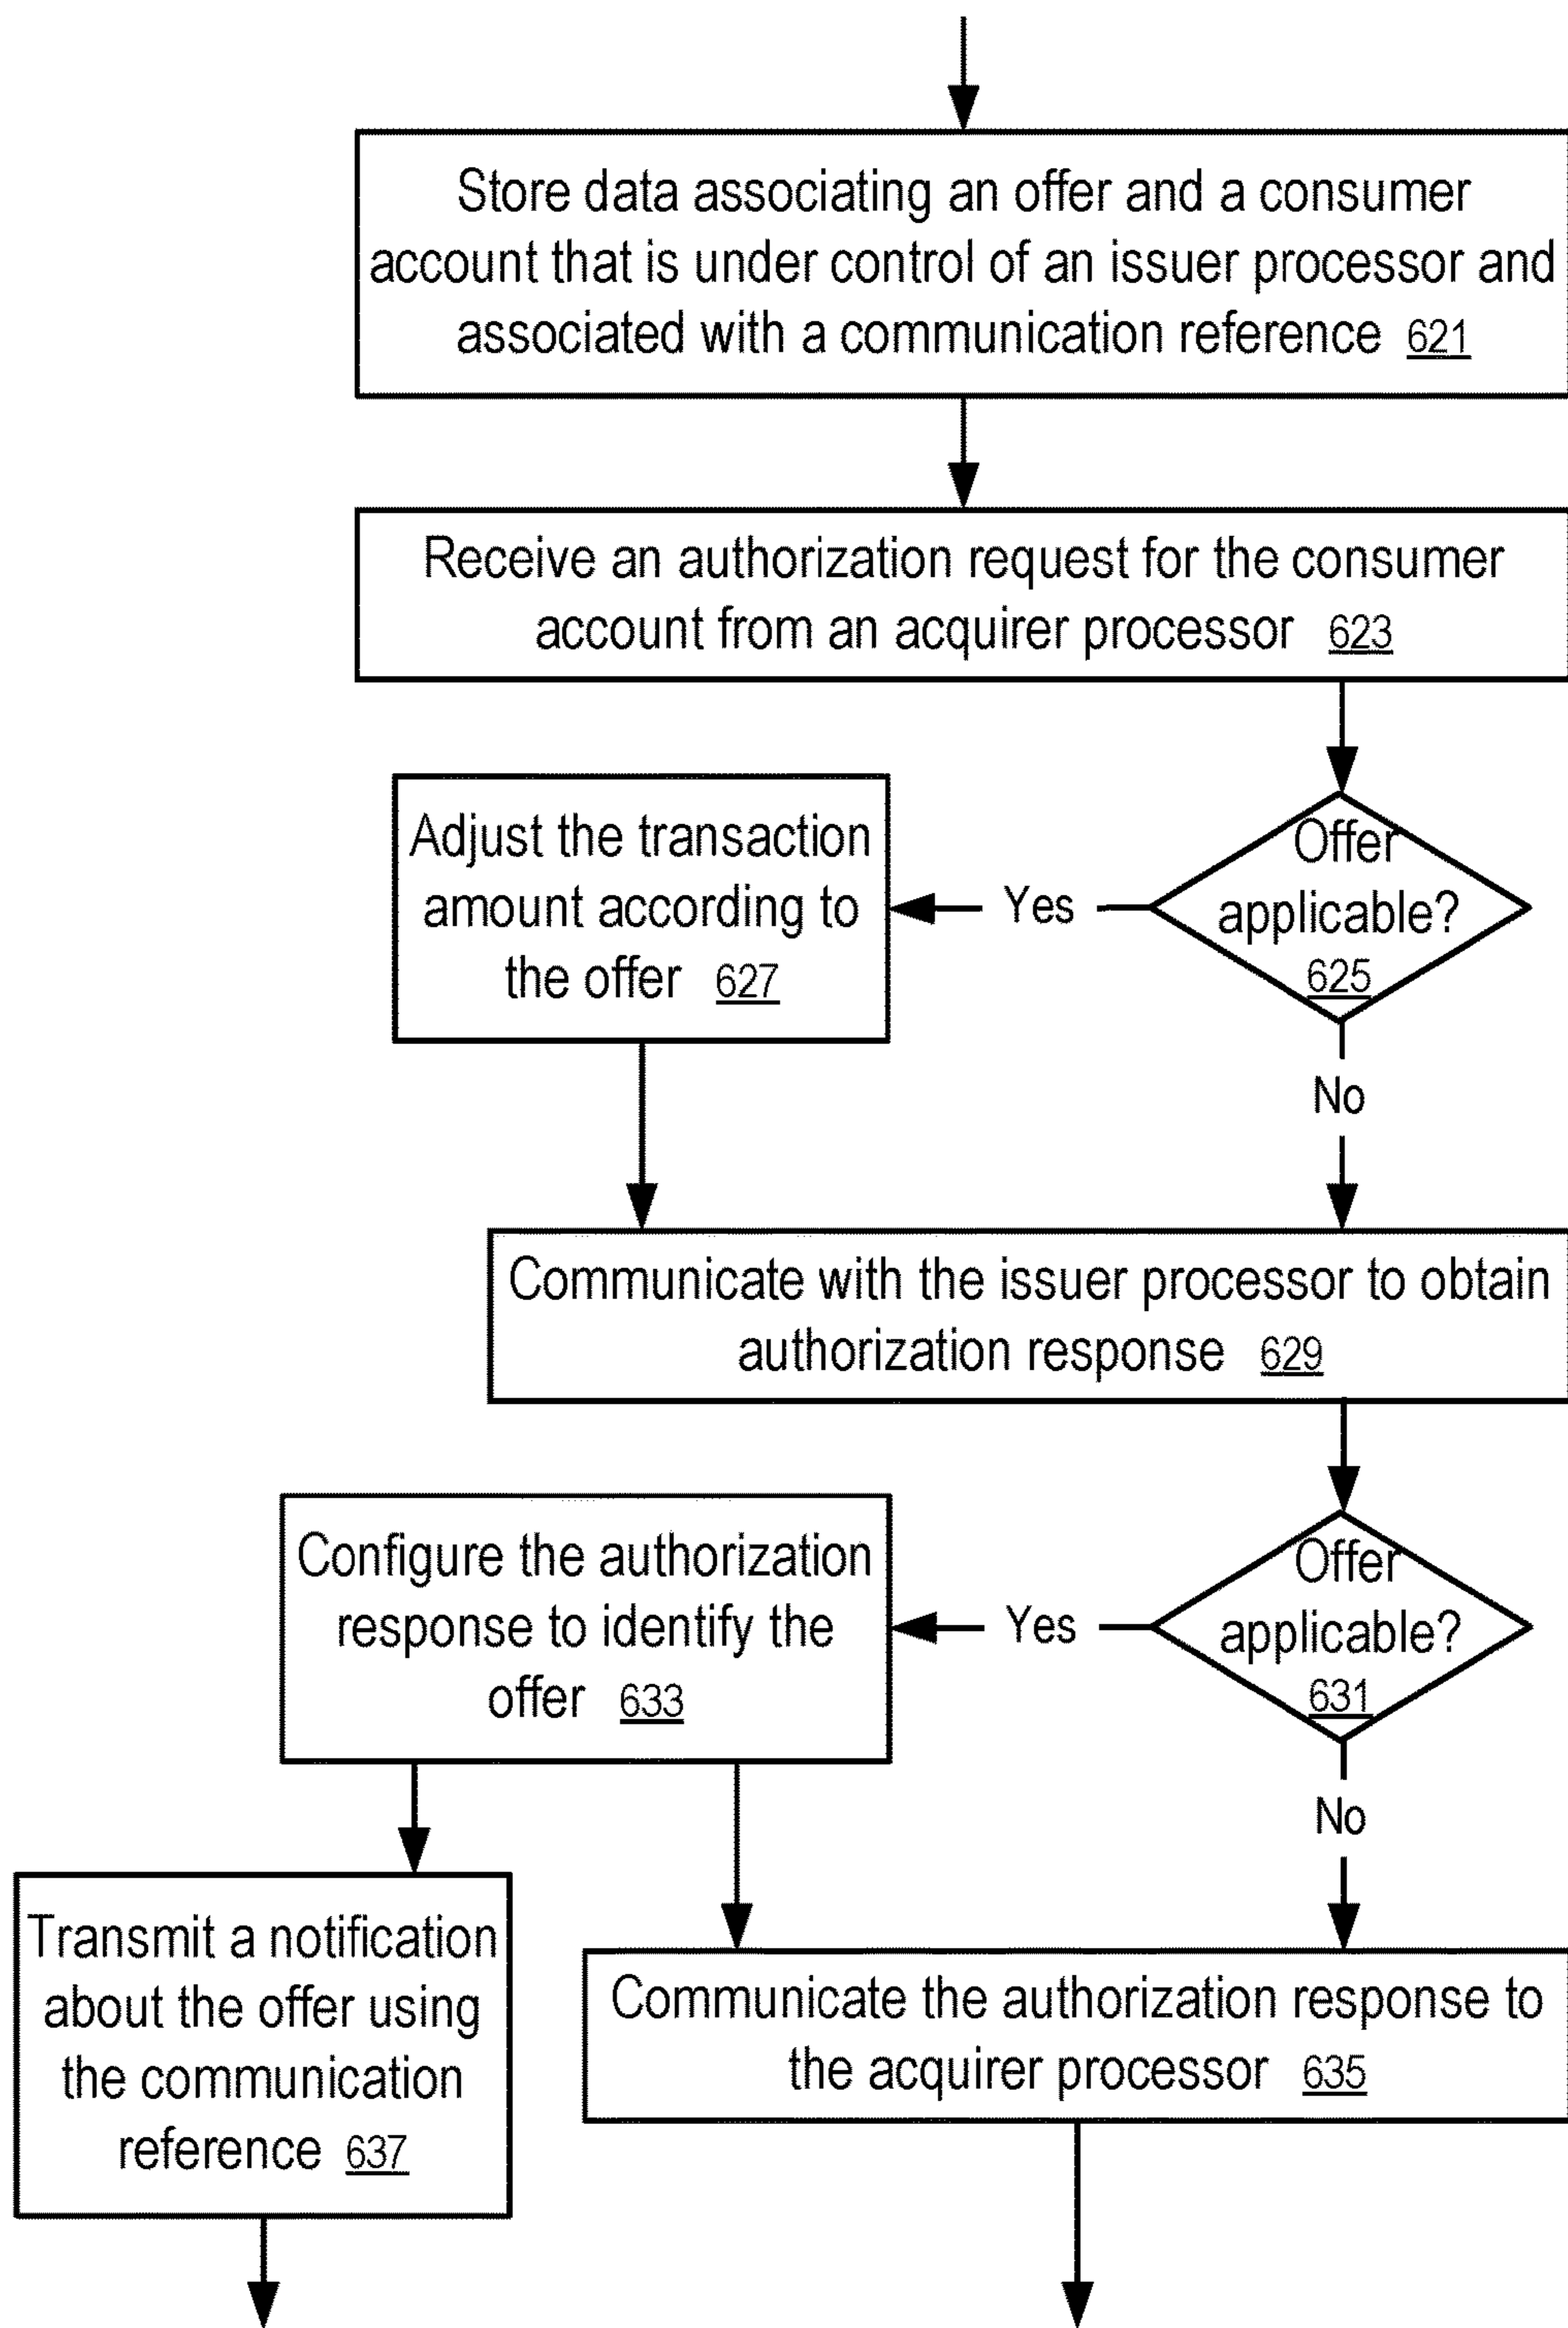 Store data associating an offer and a consumer
account that is under control of an issuer processor and
associated with a communication reference 621
Receive an authorization request for the consumer
account from an acquirer processor 623
Offer
applicable?
625
Yes
Adjust the transaction
amount according to
the offer 627
No
Communicate with the issuer processor to obtain
authorization response 629
Offer
applicable?
631
Yes
Configure the authorization
response to identify the
offer 633
No
Transmit a notification
about the offer using
the communication
reference 637
Communicate the authorization response to
the acquirer processor 635